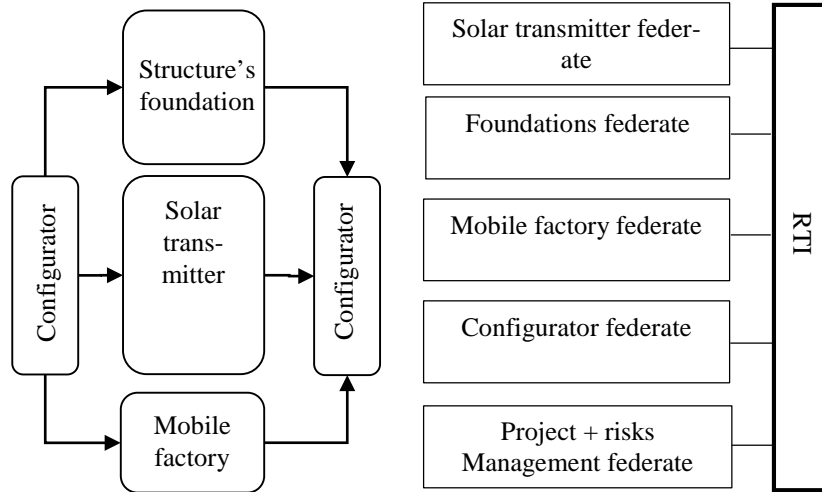 Structure's
foundation
Configurator
Solar
trans-
mitter
Configurator
Mobile
factory
Solar transmitter feder-
ate
Foundations federate
Mobile factory federate
Configurator federate
Project + risks
Management federate
RTI